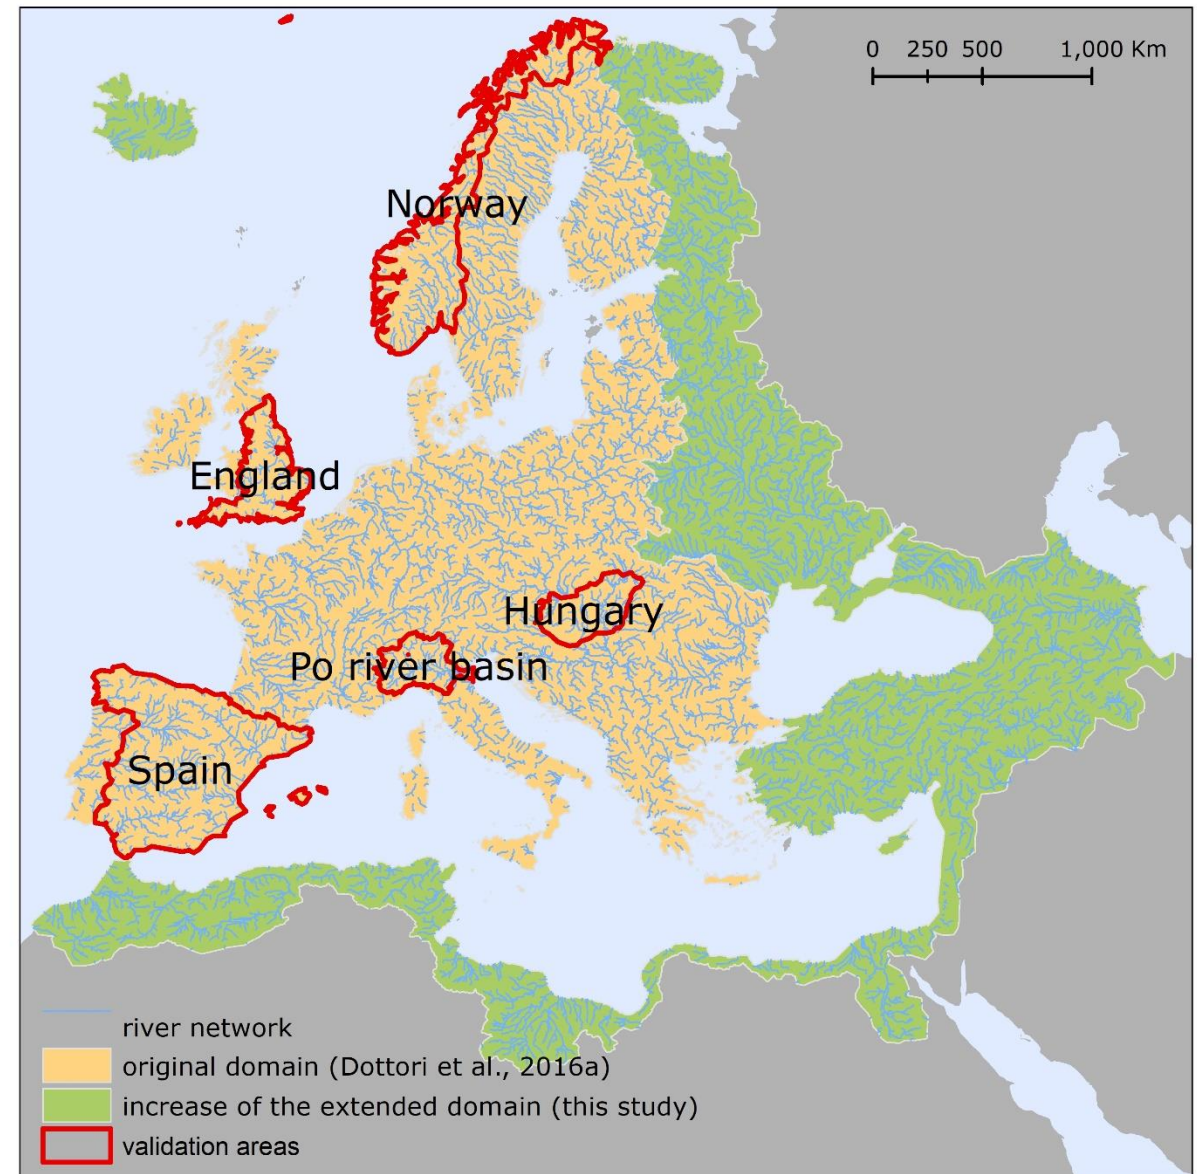 0 250 500 1,000 Km
Norway
England
Hungary
Po river basin
Spain
river network
original domain (Dottori et al., 2016a)
increase of the extended domain (this study)
validation areas